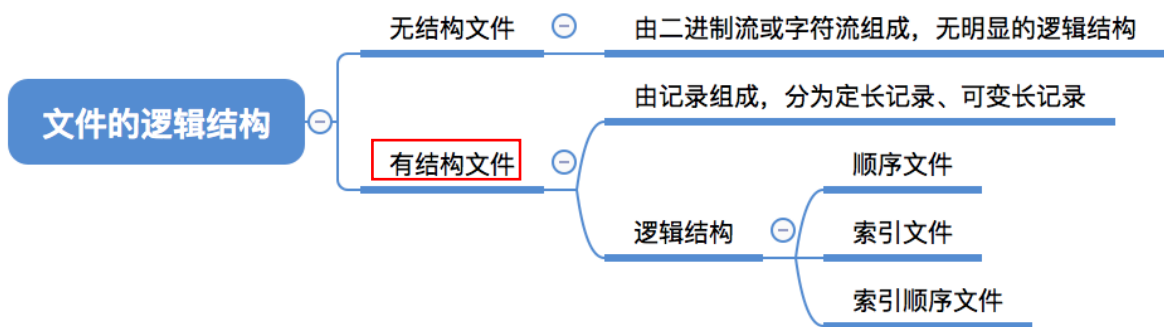 文件的逻辑结构
无结构文件
由二进制流或字符流组成，无明显的逻辑结构
有结构文件
由记录组成，分为定长记录、可变长记录
逻辑结构
顺序文件
索引文件
索引顺序文件